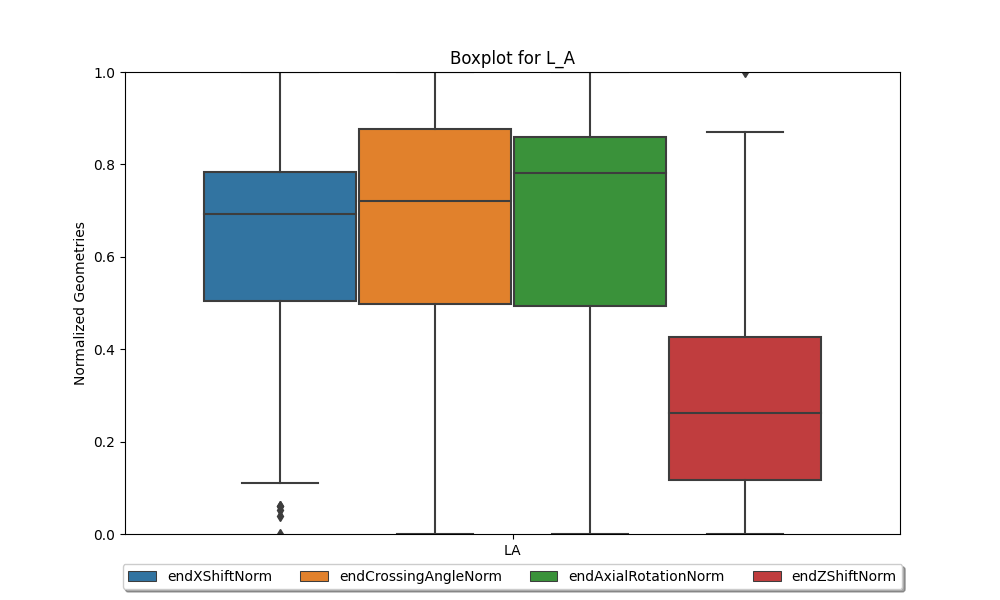 Boxplot for L_A
1.0
0.8
0.6
0.4
0.2
0.0
Normalized Geometries
LA
endXShiftNorm endCrossingAngleNorm endAxialRotationNorm endZShiftNorm